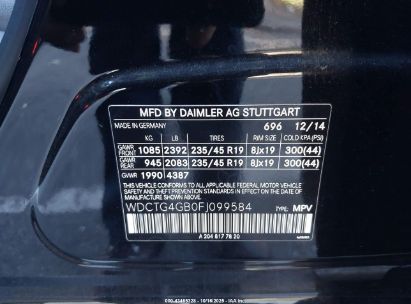 MFD BY DAIMLER AG STUTTGART
MADE IN GERMANY 696 12/14
KG LB TIRES RIM SIZE COLD KPA (PSI)
GAWR FRONT 1085 2392 235/45 R19 8Jx19 300(44)
GAWR REAR 945 2083 235/45 R19 8Jx19 300(44)
GVWR 1990 4387
THIS VEHICLE CONFORMS TO ALL APPLICABLE U.S. FEDERAL
MOTOR VEHICLE SAFETY STANDARDS IN EFFECT ON THE DATE OF
MANUFACTURE SHOWN ABOVE.
WDCTG4GB0FJ099584
TYPE: MPV
A 204 817 78 20